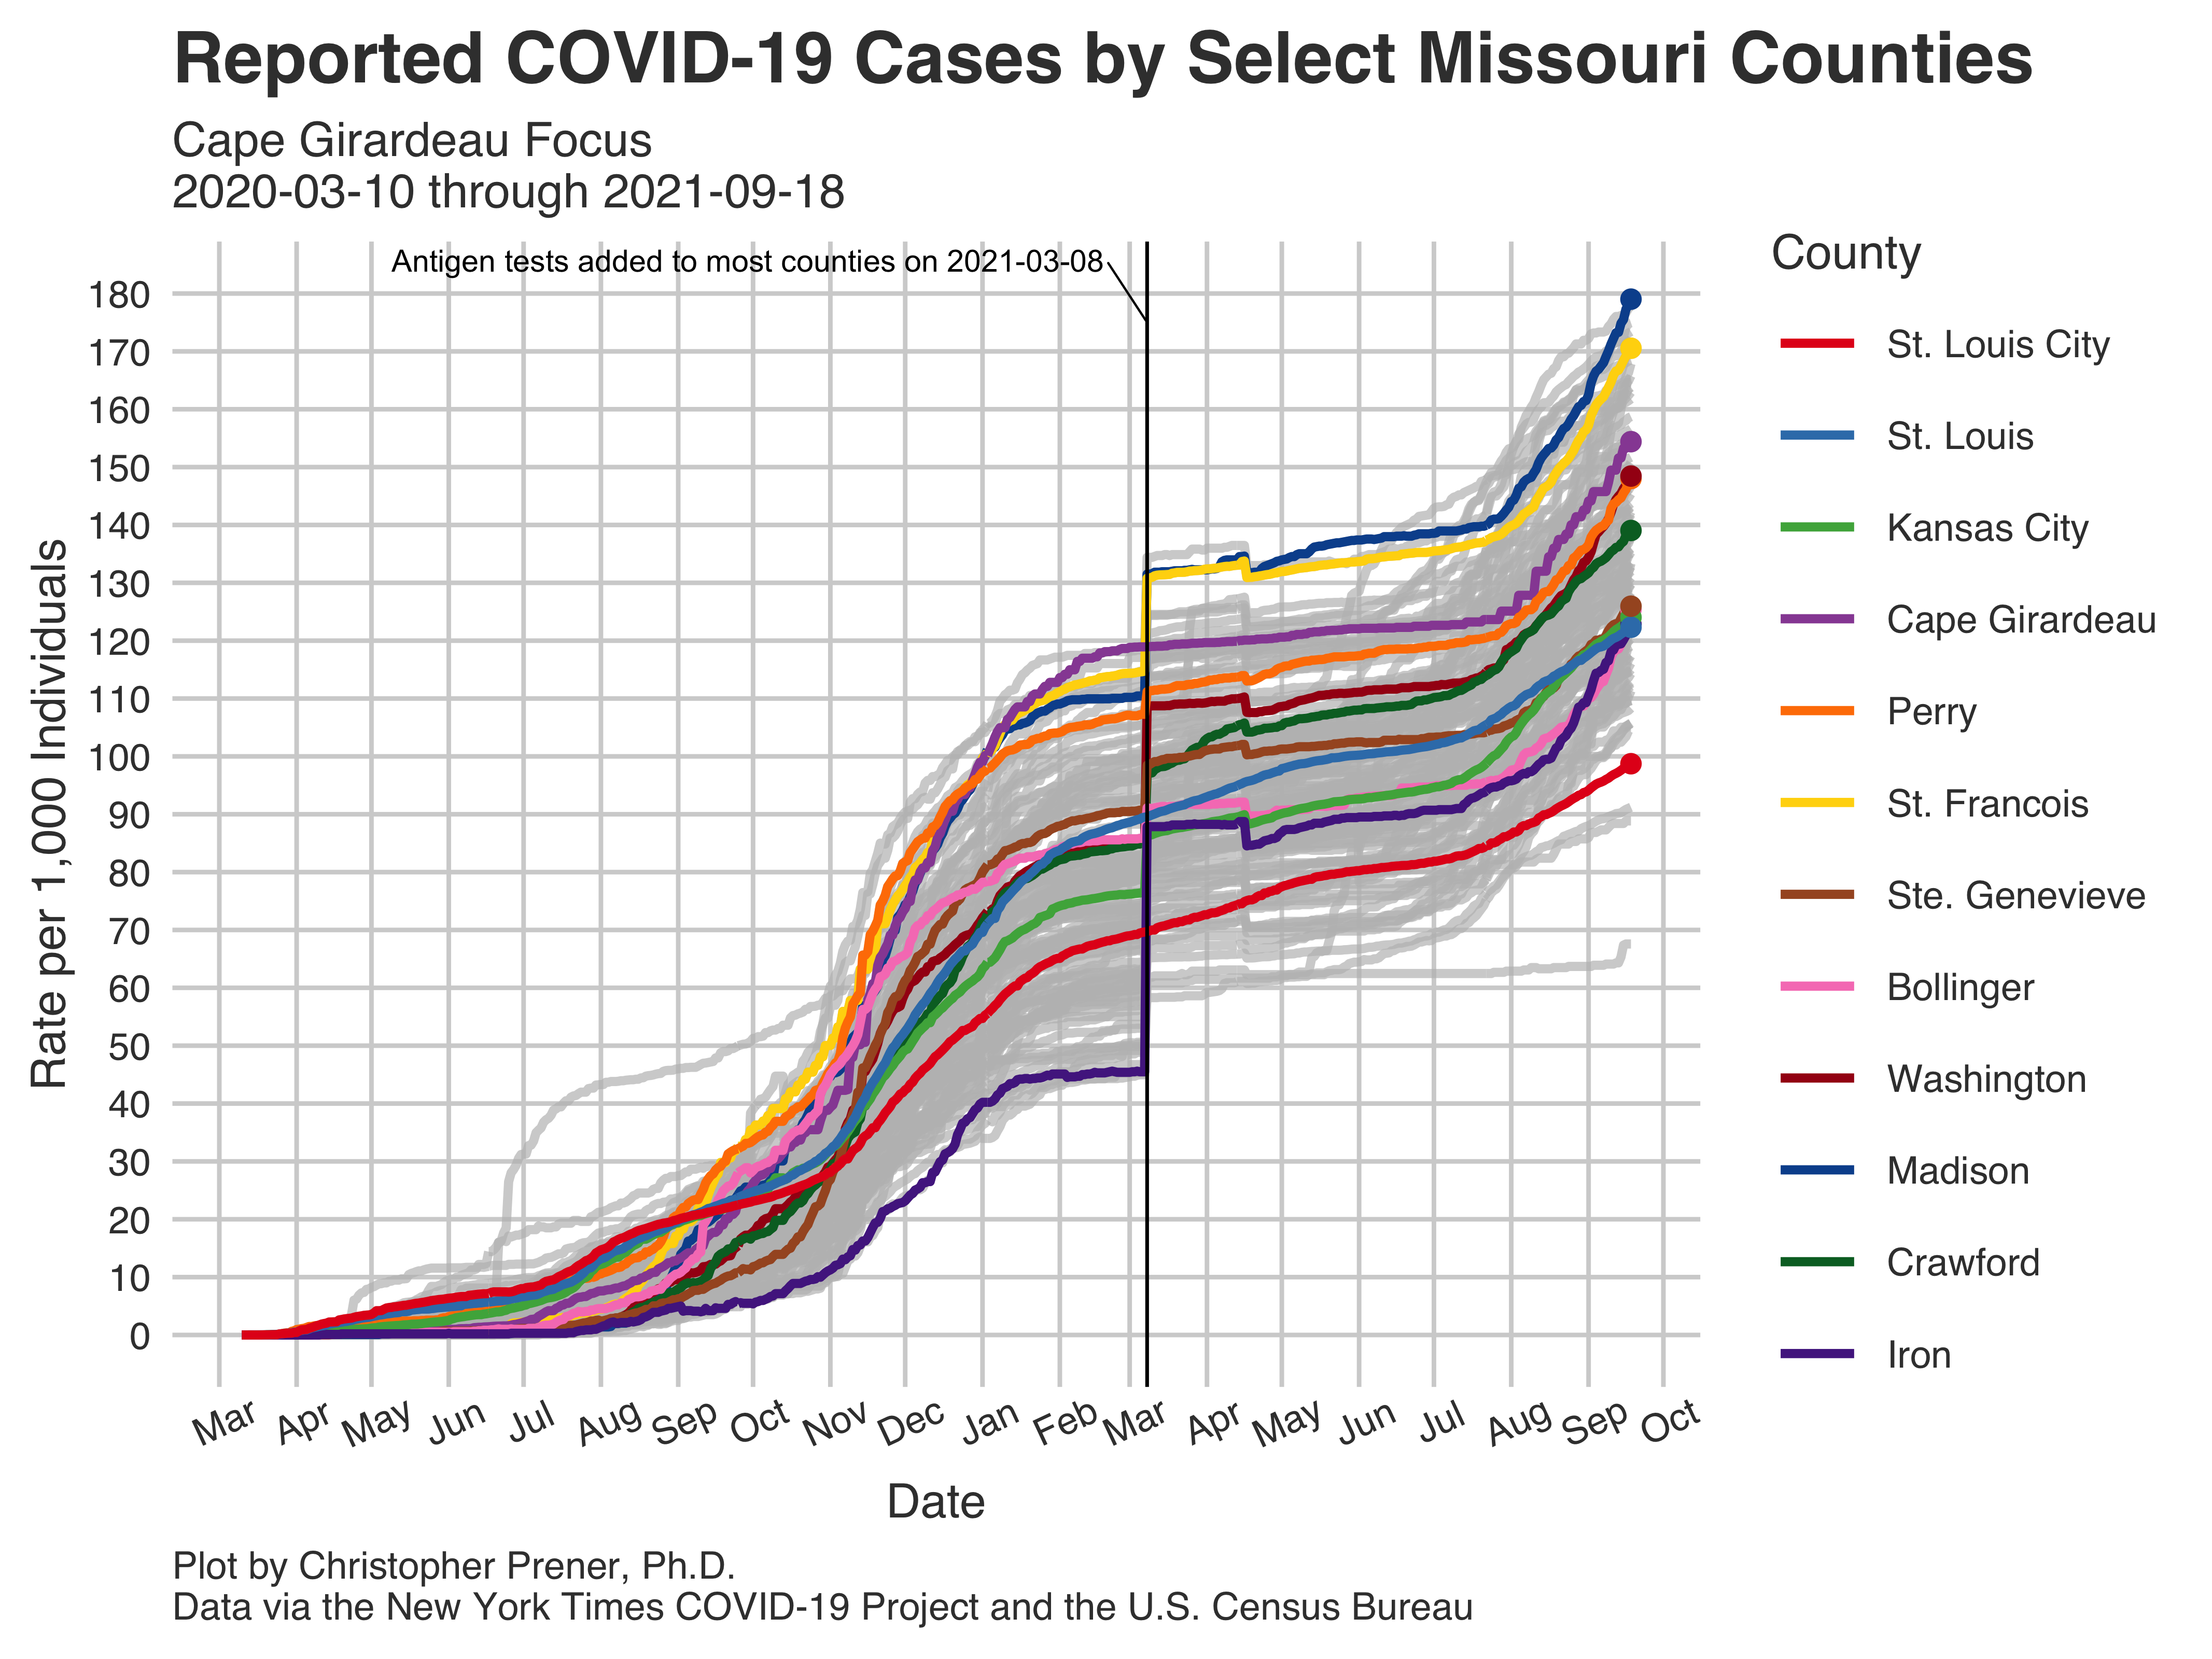 Reported COVID-19 Cases by Select Missouri Counties
Cape Girardeau Focus
2020-03-10 through 2021-09-18
Antigen tests added to most counties on 2021-03-08
Rate per 1,000 Individuals
180
170
160
150
140
130
120
110
100
90
80
70
60
50
40
30
20
10
0
Mar Apr May Jun Jul Aug Sep Oct Nov Dec Jan Feb Mar Apr May Jun Jul Aug Sep Oct
Date
County
St. Louis City
St. Louis
Kansas City
Cape Girardeau
Perry
St. Francois
Ste. Genevieve
Bollinger
Washington
Madison
Crawford
Iron
Plot by Christopher Prener, Ph.D.
Data via the New York Times COVID-19 Project and the U.S. Census Bureau